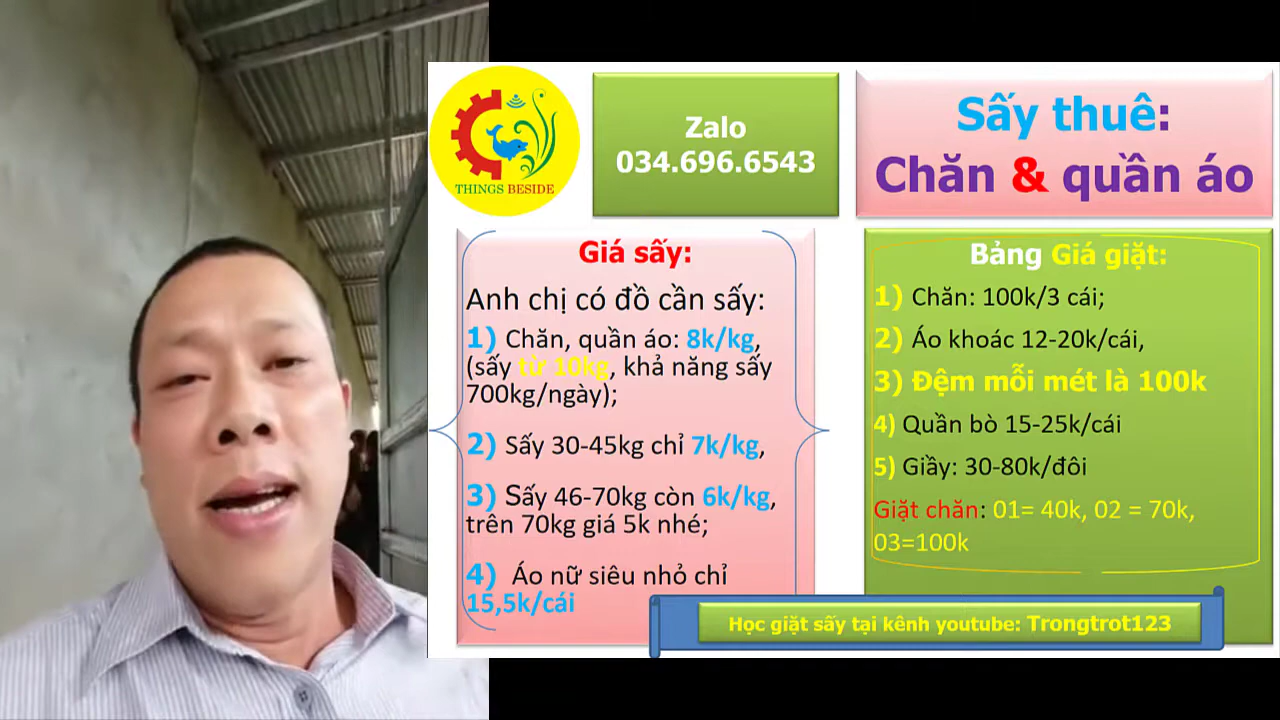 THINGS BESIDE
Zalo
034.696.6543
Sấy thuê:
Chăn & quần áo
Giá sấy:
Anh chị có đồ cần sấy:
1) Chăn, quần áo: 8k/kg,
(sấy từ 10kg, khả năng sấy
700kg/ngày);
2) Sấy 30-45kg chỉ 7k/kg,
3) Sấy 46-70kg còn 6k/kg,
trên 70kg giá 5k nhé;
4) Áo nữ siêu nhỏ chỉ
15,5k/cái
Bảng Giá giặt:
1) Chăn: 100k/3 cái;
2) Áo khoác 12-20k/cái,
3) Đệm mỗi mét là 100k
4) Quần bò 15-25k/cái
5) Giầy: 30-80k/đôi
Giặt chăn: 01= 40k, 02 = 70k,
03=100k
Học giặt sấy tại kênh youtube: Trongtrot123